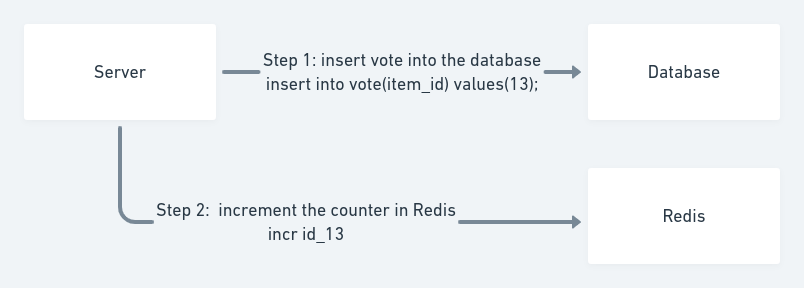 Server
Step 1: insert vote into the database
insert into vote(item_id) values(13);
Database
Step 2:  increment the counter in Redis
incr id_13
Redis